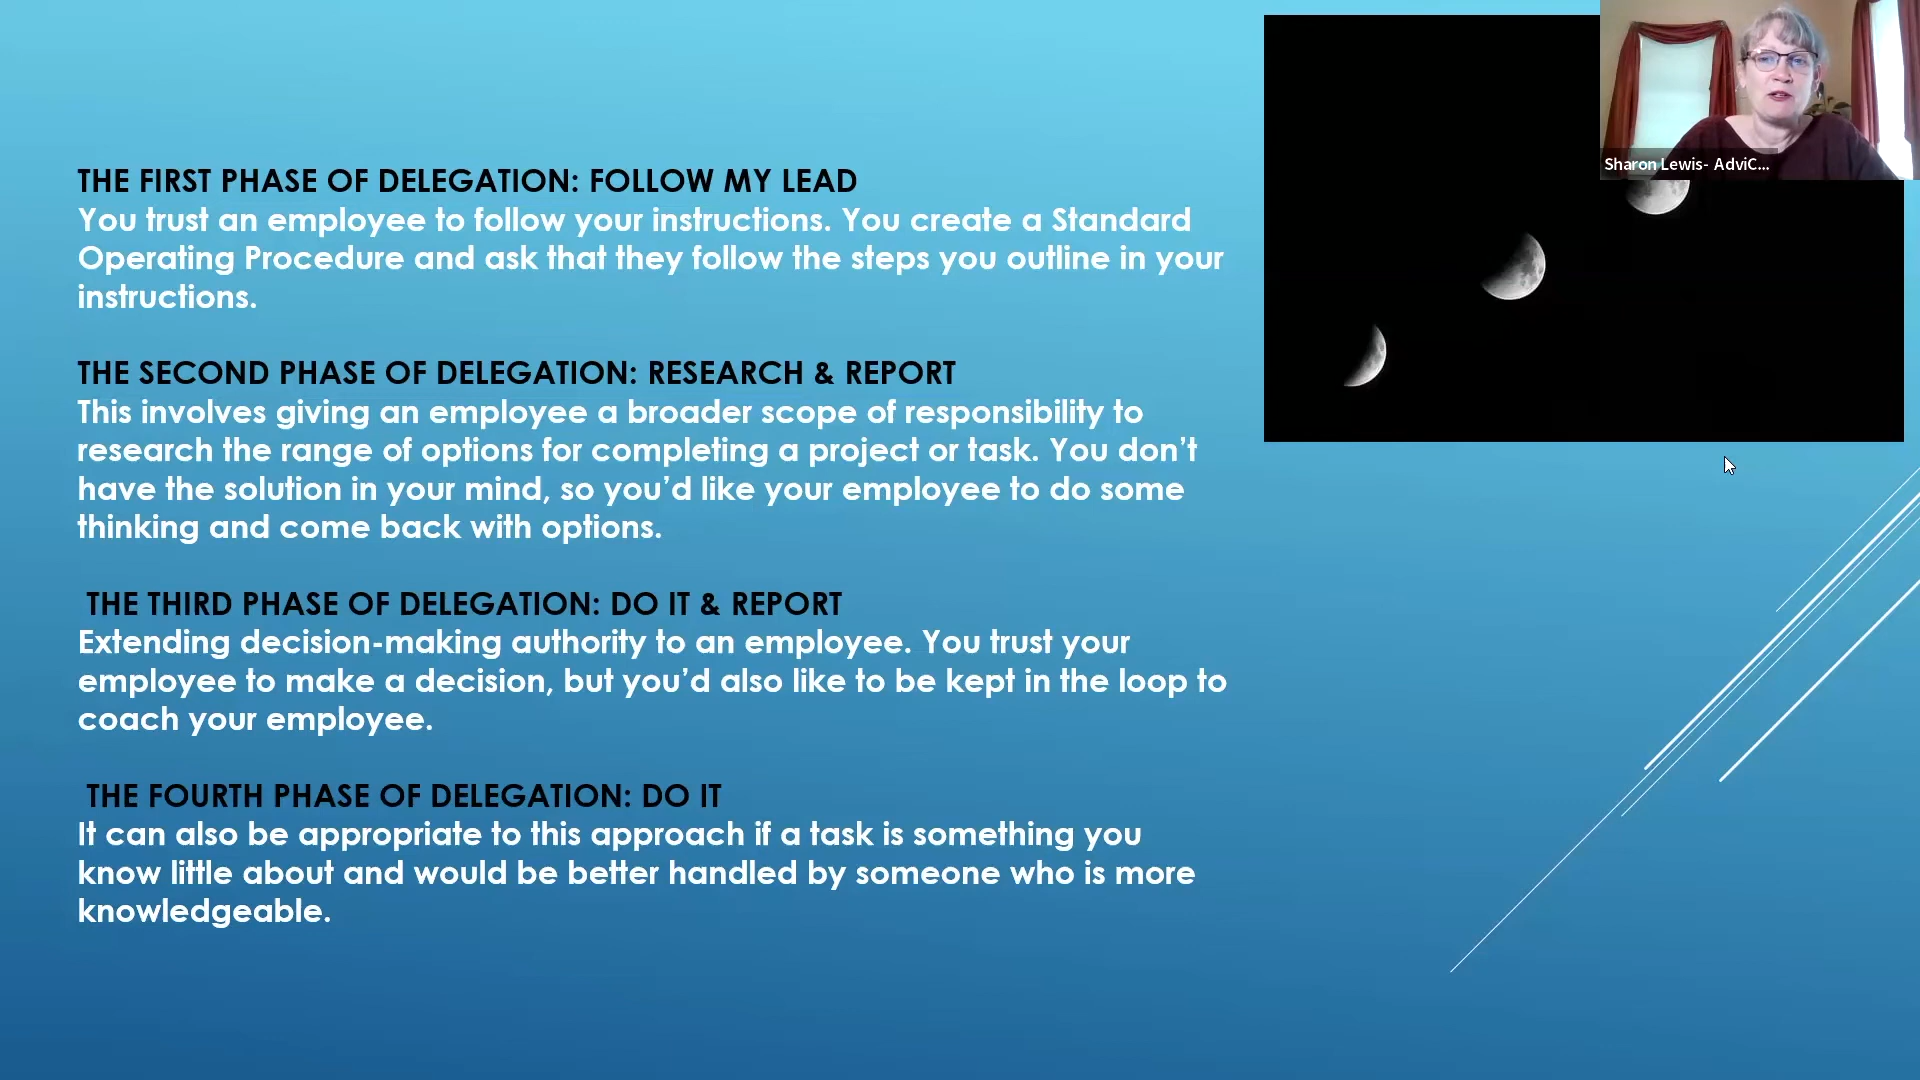 THE FIRST PHASE OF DELEGATION: FOLLOW MY LEAD
You trust an employee to follow your instructions. You create a Standard
Operating Procedure and ask that they follow the steps you outline in your
instructions.
THE SECOND PHASE OF DELEGATION: RESEARCH & REPORT
This involves giving an employee a broader scope of responsibility to
research the range of options for completing a project or task. You don’t
have the solution in your mind, so you’d like your employee to do some
thinking and come back with options.
THE THIRD PHASE OF DELEGATION: DO IT & REPORT
Extending decision-making authority to an employee. You trust your
employee to make a decision, but you’d also like to be kept in the loop to
coach your employee.
THE FOURTH PHASE OF DELEGATION: DO IT
It can also be appropriate to this approach if a task is something you
know little about and would be better handled by someone who is more
knowledgeable.
Sharon Lewis- AdviC...